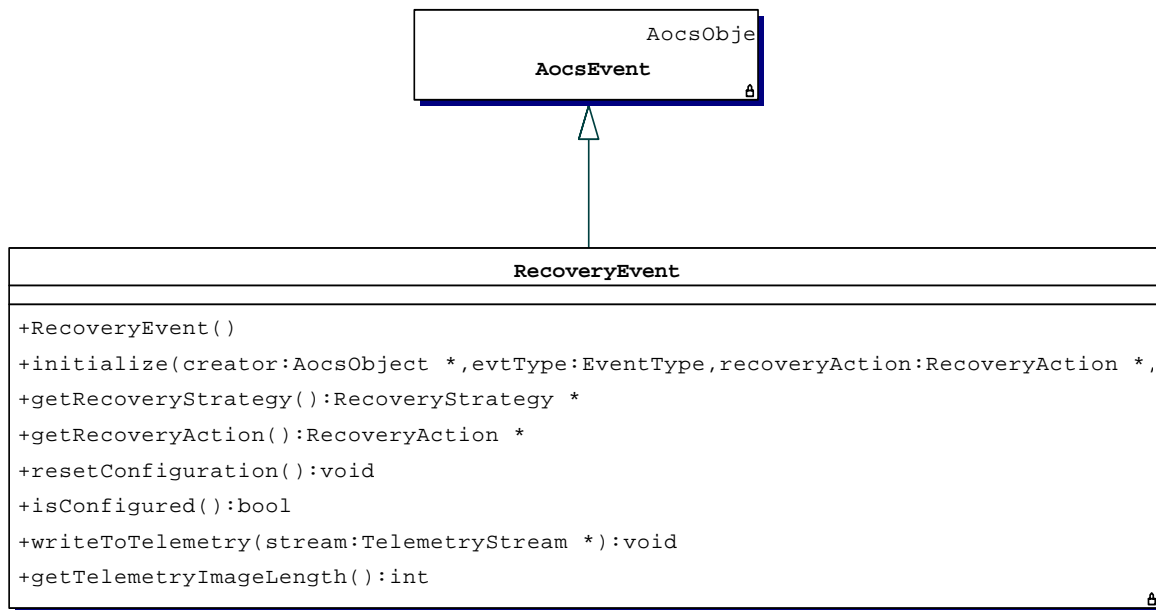 AocsObje
AocsEvent
RecoveryEvent
+RecoveryEvent()
+initialize(creator:AocsObject *,evtType:EventType,recoveryAction:RecoveryAction *,
+getRecoveryStrategy():RecoveryStrategy *
+getRecoveryAction():RecoveryAction *
+resetConfiguration():void
+isConfigured():bool
+writeToTelemetry(stream:TelemetryStream *):void
+getTelemetryImageLength():int